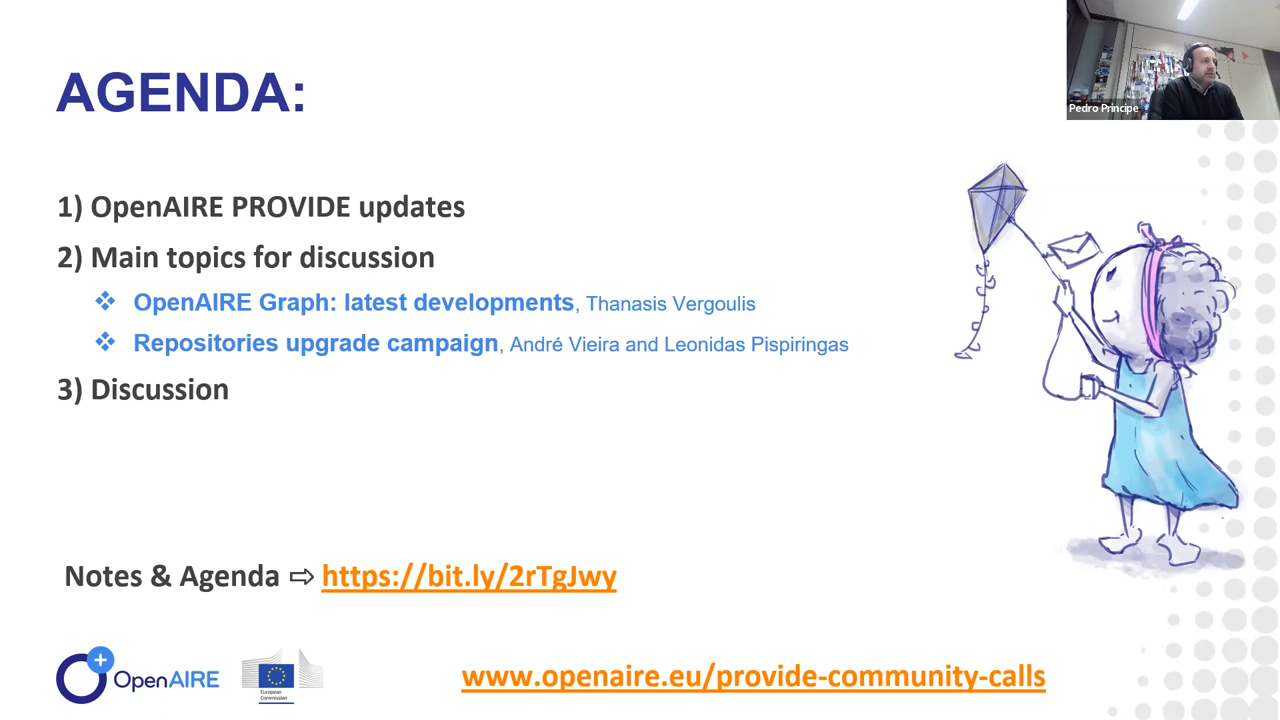 AGENDA:
Pedro Principe
1) OpenAIRE PROVIDE updates
2) Main topics for discussion
❖ OpenAIRE Graph: latest developments, Thanasis Vergoulis
❖ Repositories upgrade campaign, André Vieira and Leonidas Pispiringas
3) Discussion
Notes & Agenda ⇨ https://bit.ly/2rTgJwy
OpenAIRE
European
Commission
www.openaire.eu/provide-community-calls